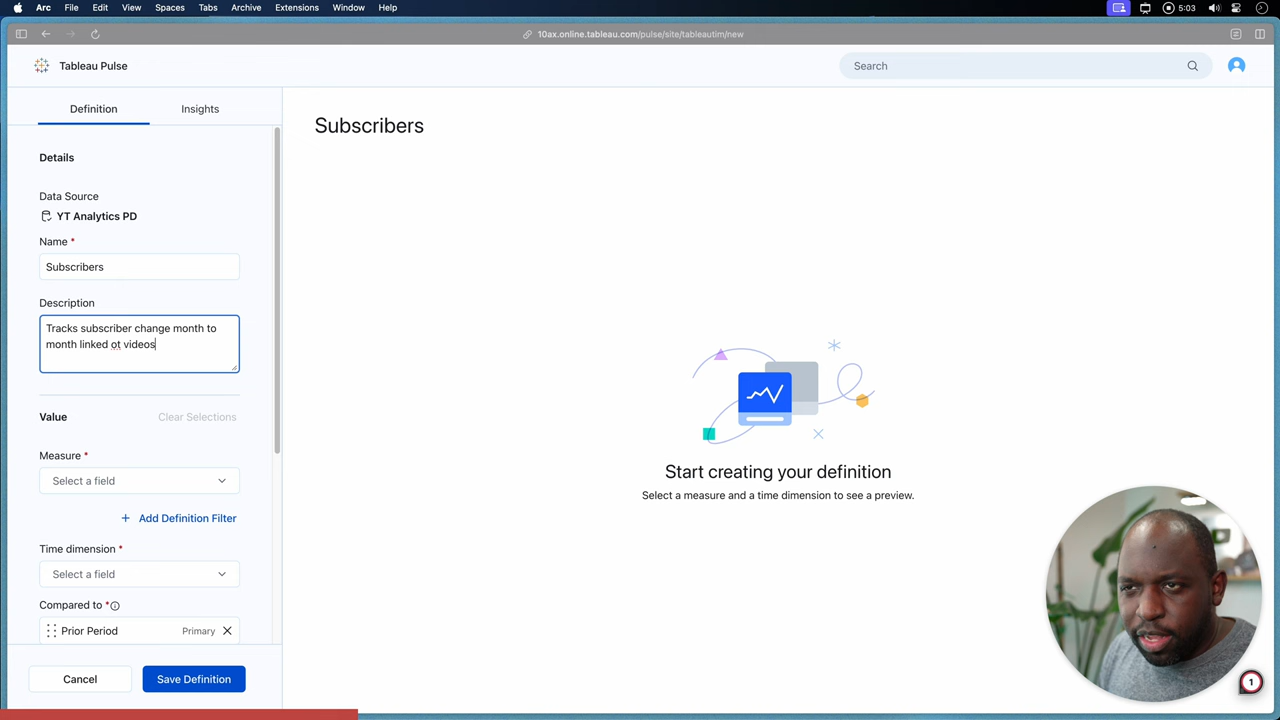 Arc File Edit View Spaces Tabs Archive Extensions Window Help 5:03
10ax.online.tableau.com/pulse/site/tableautim/new
Tableau Pulse
Search
Definition Insights
Subscribers
Details
Data Source
YT Analytics PD
Name *
Subscribers
Description
Tracks subscriber change month to
month linked ot videos
Value Clear Selections
Measure *
Select a field
+ Add Definition Filter
Time dimension *
Select a field
Compared to *
Prior Period Primary
Cancel Save Definition
Start creating your definition
Select a measure and a time dimension to see a preview.
1